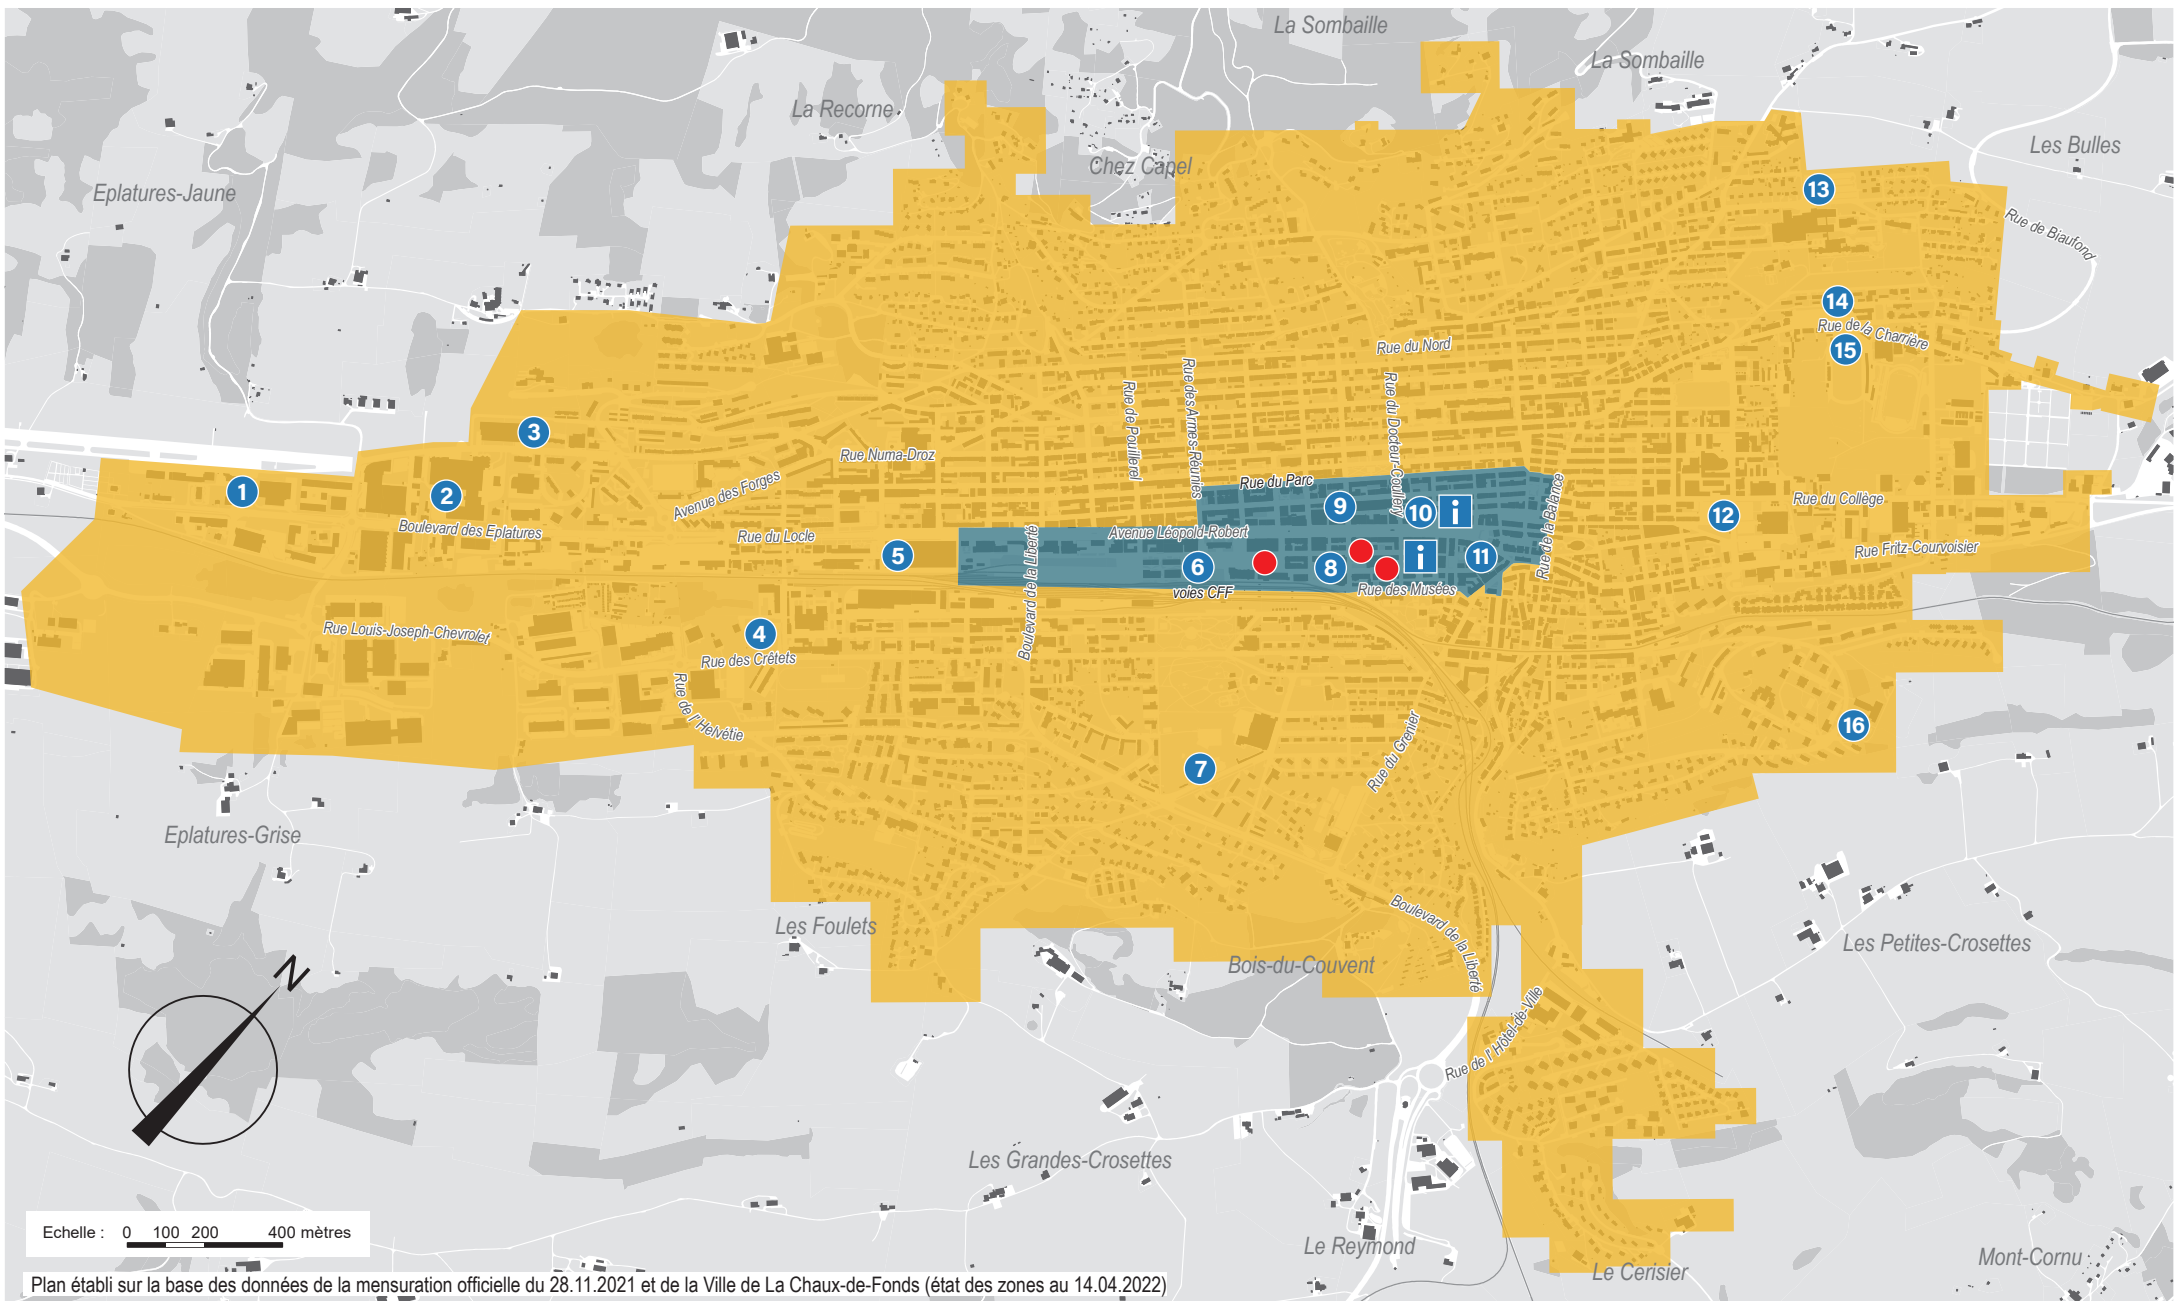 La Sombaille
La Sombaille
La Recorne
Les Bulles
Chez Capel
Eplatures-Jaune
13
Rue de Biaufond
14
Rue de la Charrière
15
Rue du Nord
Rue des Armes-Réunies
Rue du Docteur-Coullery
Rue de Pouillerel
3
Rue Numa-Droz
Avenue des Forges
1
2
Rue du Parc
Rue de la Balance
Rue du Collège
9
10
i
12
Boulevard des Eplatures
Rue du Locle
Avenue Léopold-Robert
Boulevard de la Liberté
5
6
8
i
11
Rue Fritz-Courvoisier
voies CFF
Rue des Musées
Rue Louis-Joseph-Chevrolet
4
Rue des Crêtets
Rue de l'Helvétie
Rue du Grenier
16
7
Eplatures-Grise
Les Foulets
Boulevard de la Liberté
Les Petites-Crosettes
Bois-du-Couvent
N
Rue de l'Hôtel-de-Ville
Les Grandes-Crosettes
Echelle : 0 100 200 400 mètres
Le Reymond
Le Cerisier
Mont-Cornu
Plan établi sur la base des données de la mensuration officielle du 28.11.2021 et de la Ville de La Chaux-de-Fonds (état des zones au 14.04.2022)